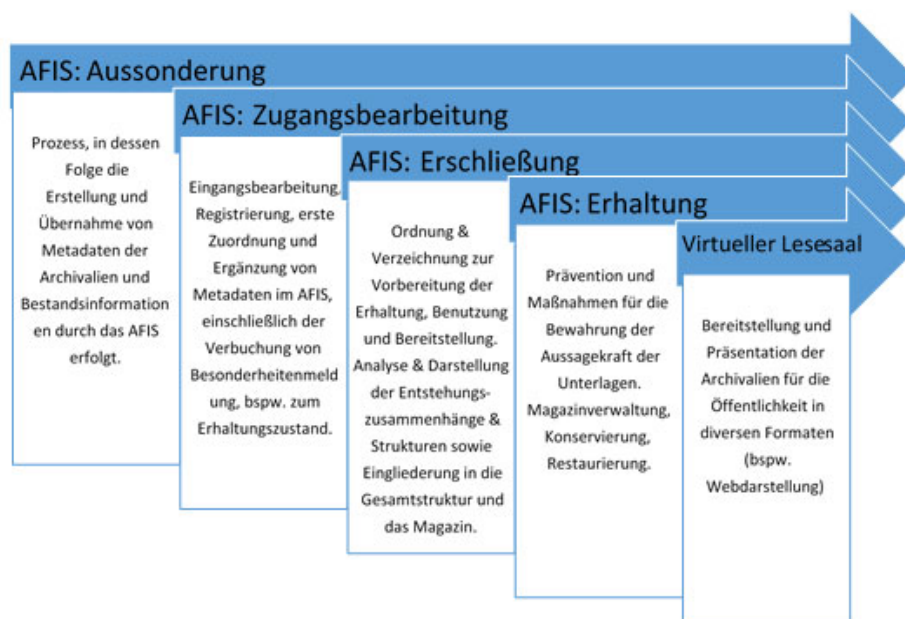 AFIS: Aussonderung
Prozess, in dessen
Folge die
Erstellung und
Übernahme von
Metadaten der
Archivalien und
Bestandsinformation
en durch das AFIS
erfolgt.
AFIS: Zugangsbearbeitung
Eingangsbearbeitung,
Registrierung, erste
Zuordnung und
Ergänzung von
Metadaten im AFIS,
einschließlich der
Verbuchung von
Besonderheitenmeld
ung, bspw. zum
Erhaltungszustand.
AFIS: Erschließung
Ordnung &
Verzeichnung zur
Vorbereitung der
Erhaltung, Benutzung
und Bereitstellung.
Analyse & Darstellung
der Entstehungs-
zusammenhänge &
Strukturen sowie
Eingliederung in die
Gesamtstruktur und
das Magazin.
AFIS: Erhaltung
Prävention und
Maßnahmen für die
Bewahrung der
Aussagekraft der
Unterlagen.
Magazinverwaltung,
Konservierung,
Restaurierung.
Virtueller Lesesaal
Bereitstellung und
Präsentation der
Archivalien für die
Öffentlichkeit in
diversen Formaten
(bspw.
Webdarstellung)